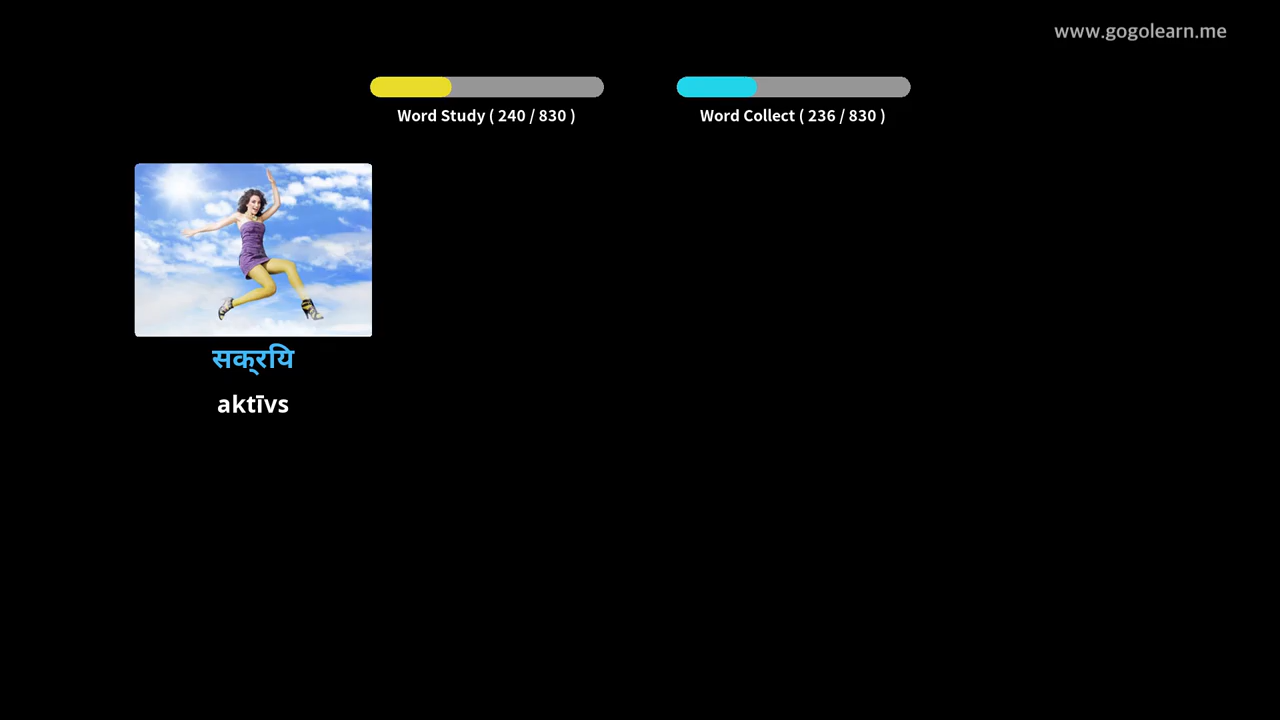 www.gogolearn.me
Word Study ( 240 / 830 )
Word Collect ( 236 / 830 )
सक्रयि
aktīvs